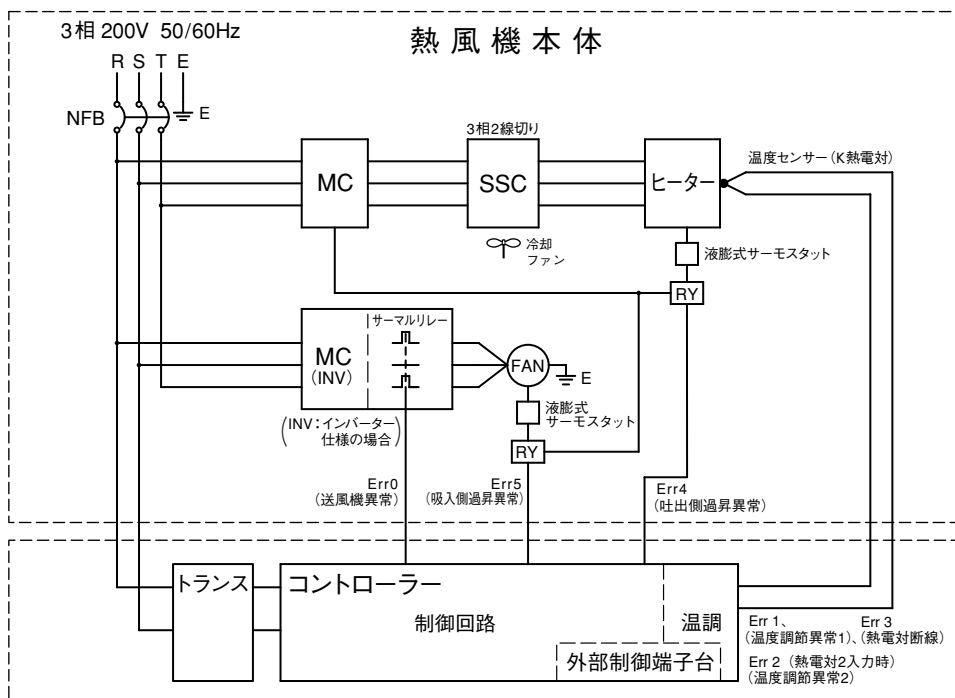 3相 200V 50/60Hz
熱風機本体
R S T E
NFB
E
3相2線切り
MC
SSC
ヒーター
温度センサー(K熱電対)
冷却
ファン
液膨式サーモスタット
RY
サーマルリレー
MC
(INV)
FAN
E
(INV:インバーター
仕様の場合)
液膨式
サーモスタット
RY
Err0
(送風機異常)
Err5
(吸入側過昇異常)
Err4
(吐出側過昇異常)
トランス
コントローラー
制御回路
温調
外部制御端子台
Err 1、 Err 3
(温度調節異常1)、(熱電対断線)
Err 2 (熱電対2入力時)
(温度調節異常2)